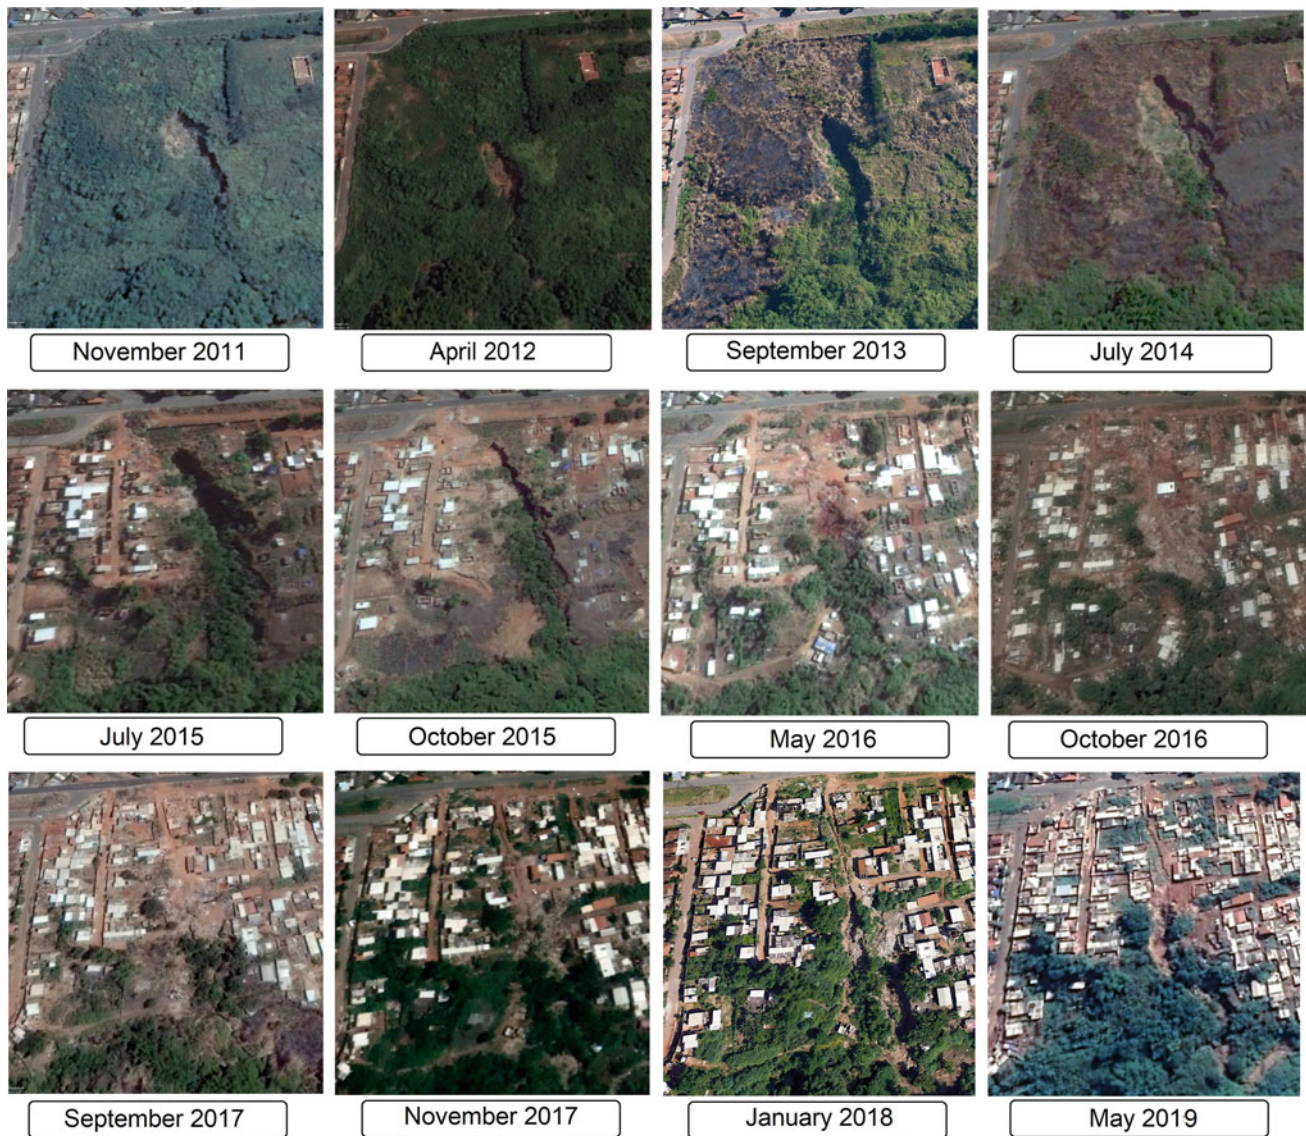 November 2011
April 2012
September 2013
July 2014
July 2015
October 2015
May 2016
October 2016
September 2017
November 2017
January 2018
May 2019